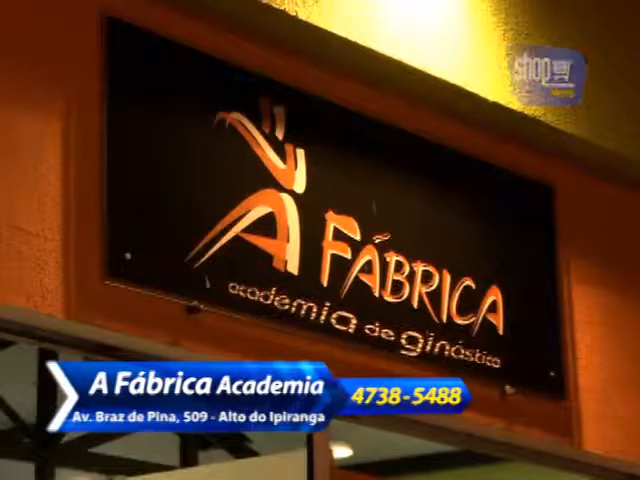 shop
A FÁBRICA
academia de ginástica
A Fábrica Academia
4738-5488
Av. Braz de Pina, 509 - Alto do Ipiranga